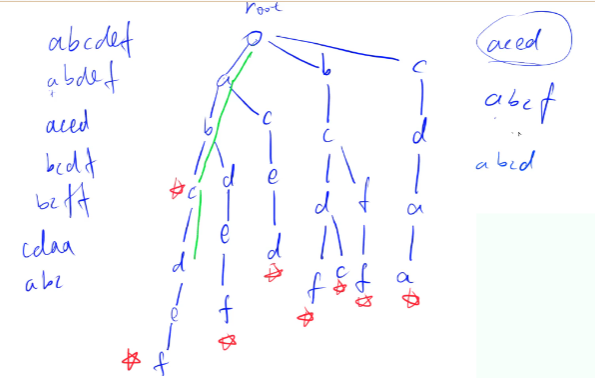 root
abcdef
abdef
aced
bcdf
bcff
cdaa
abc
a b c
b c c d
c d d e f a
d e e d d f a
e f f c f a
f
aced
abcf
abcd